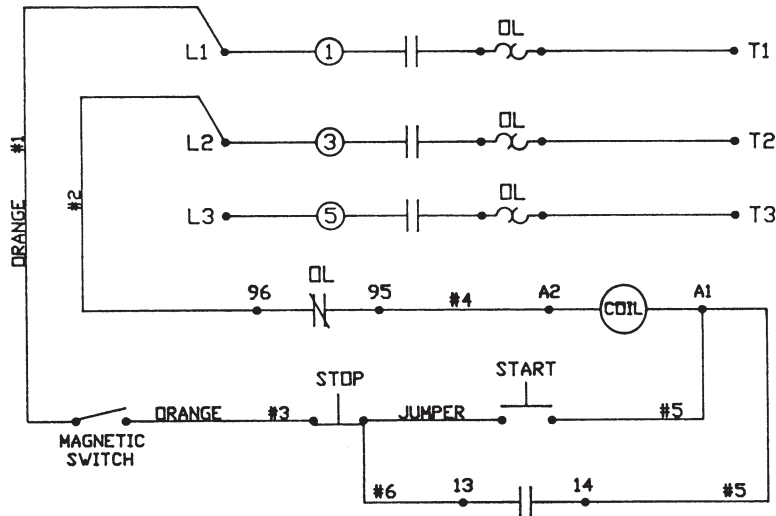 OL
L1 1 T1
OL
L2 3 T2
OL
L3 5 T3
#1
ORANGE
#2
OL
96 95 #4 A2 COIL A1
STOP START
ORANGE #3 JUMPER #5
MAGNETIC
SWITCH
#6 13 14 #5